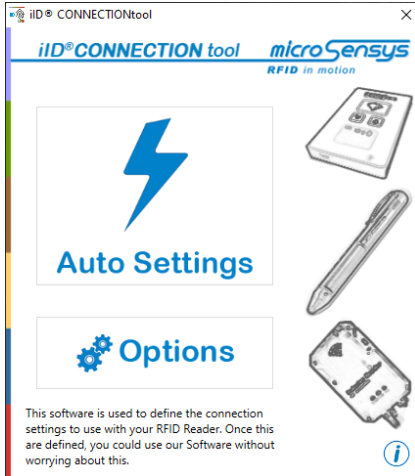 iID® CONNECTIONtool
iID®CONNECTION tool
microSensys
RFID in motion
Auto Settings
Options
This software is used to define the connection
settings to use with your RFID Reader. Once this
are defined, you could use our Software without
worrying about this.
i